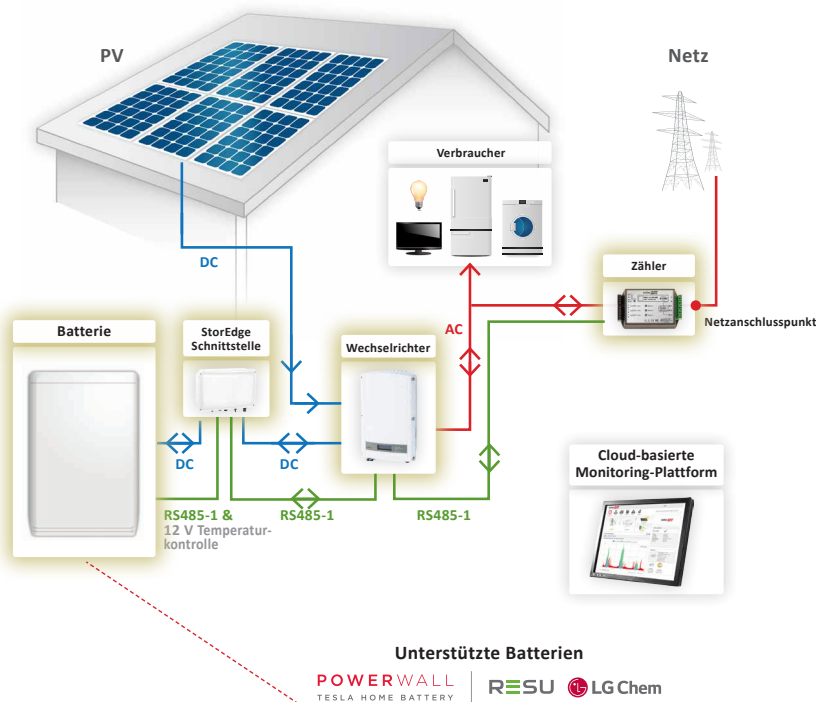 PV
Netz
Verbraucher
DC
Zähler
Batterie
StorEdge
Schnittstelle
Wechselrichter
AC
Netzanschlusspunkt
DC
DC
RS485-1 &
12 V Temperatur-
kontrolle
RS485-1
RS485-1
Cloud-basierte
Monitoring-Plattform
Unterstützte Batterien
POWERWALL
TESLA HOME BATTERY
RESU
LG Chem